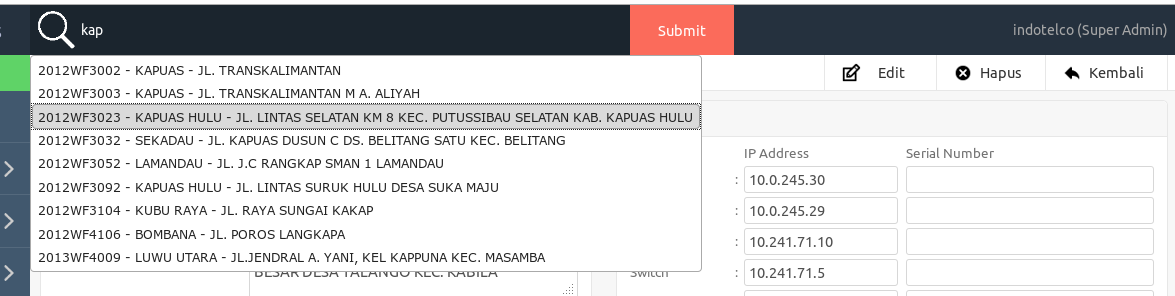 kap
Submit
indotelco (Super Admin)
2012WF3002 - KAPUAS - JL. TRANSKALIMANTAN
2012WF3003 - KAPUAS - JL. TRANSKALIMANTAN M A. ALIYAH
2012WF3023 - KAPUAS HULU - JL. LINTAS SELATAN KM 8 KEC. PUTUSSIBAU SELATAN KAB. KAPUAS HULU
2012WF3032 - SEKADAU - JL. KAPUAS DUSUN C DS. BELITANG SATU KEC. BELITANG
2012WF3052 - LAMANDAU - JL. J.C RANGKAP SMAN 1 LAMANDAU
2012WF3092 - KAPUAS HULU - JL. LINTAS SURUK HULU DESA SUKA MAJU
2012WF3104 - KUBU RAYA - JL. RAYA SUNGAI KAKAP
2012WF4106 - BOMBANA - JL. POROS LANGKAPA
2013WF4009 - LUWU UTARA - JL.JENDRAL A. YANI, KEL KAPPUNA KEC. MASAMBA
BESAR DESA TALANGO KEC. KABILA
Edit
Hapus
Kembali
IP Address
Serial Number
: 10.0.245.30
: 10.0.245.29
: 10.241.71.10
Switch : 10.241.71.5